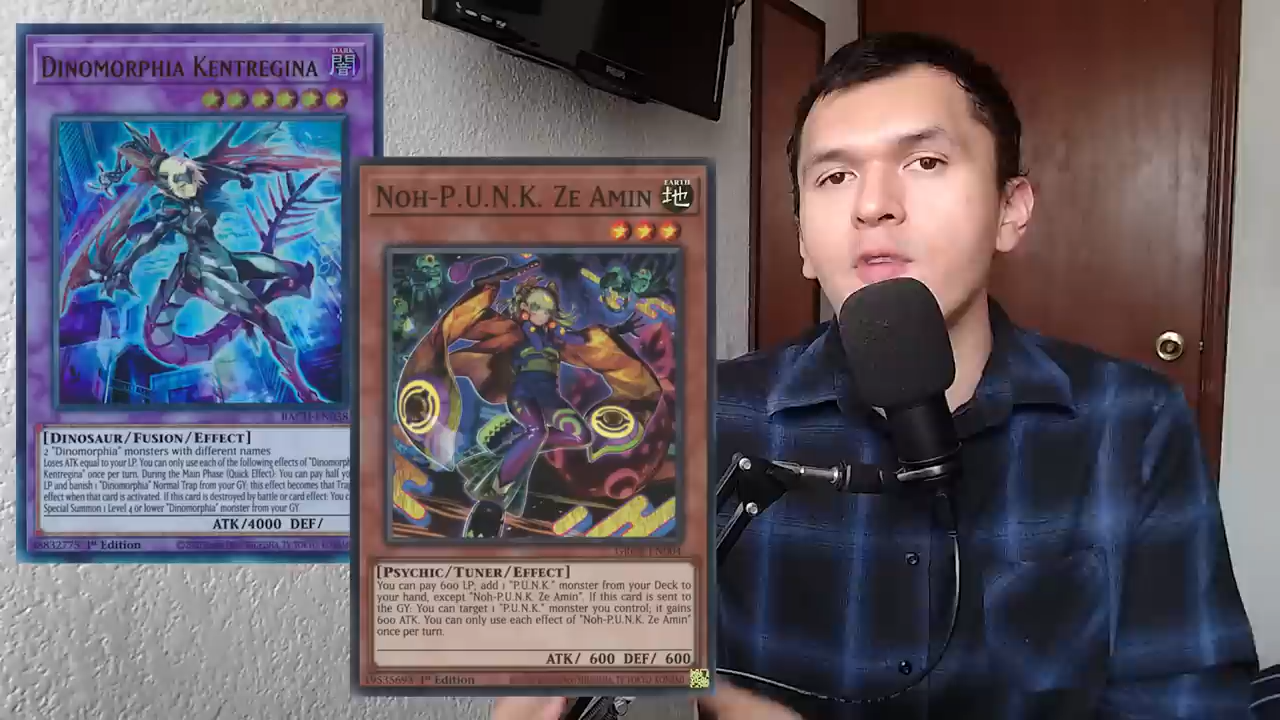 DINOMORPHIA KENTREGINA
DARK
闇
BACH-EN038
[DINOSAUR/FUSION/EFFECT]
2 "Dinomorphia" monsters with different names
Loses ATK equal to your LP. You can only use each of the following effects of "Dinomorph
Kentregina" once per turn. During the Main Phase (Quick Effect): You can pay half yo
LP and banish 1 "Dinomorphia" Normal Trap from your GY; this effect becomes that Trap
effect when that card is activated. If this card is destroyed by battle or card effect: You c
Special Summon 1 Level 4 or lower "Dinomorphia" monster from your GY.
ATK/4000 DEF/
1st Edition
NOH-P.U.N.K. ZE AMIN
EARTH
地
[PSYCHIC/TUNER/EFFECT]
You can pay 600 LP; add 1 "P.U.N.K." monster from your Deck to
your hand, except "Noh-P.U.N.K. Ze Amin". If this card is sent to
the GY: You can target 1 "P.U.N.K." monster you control; it gains
600 ATK. You can only use each effect of "Noh-P.U.N.K. Ze Amin"
once per turn.
ATK/ 600 DEF/ 600
1st Edition
PHILIPS